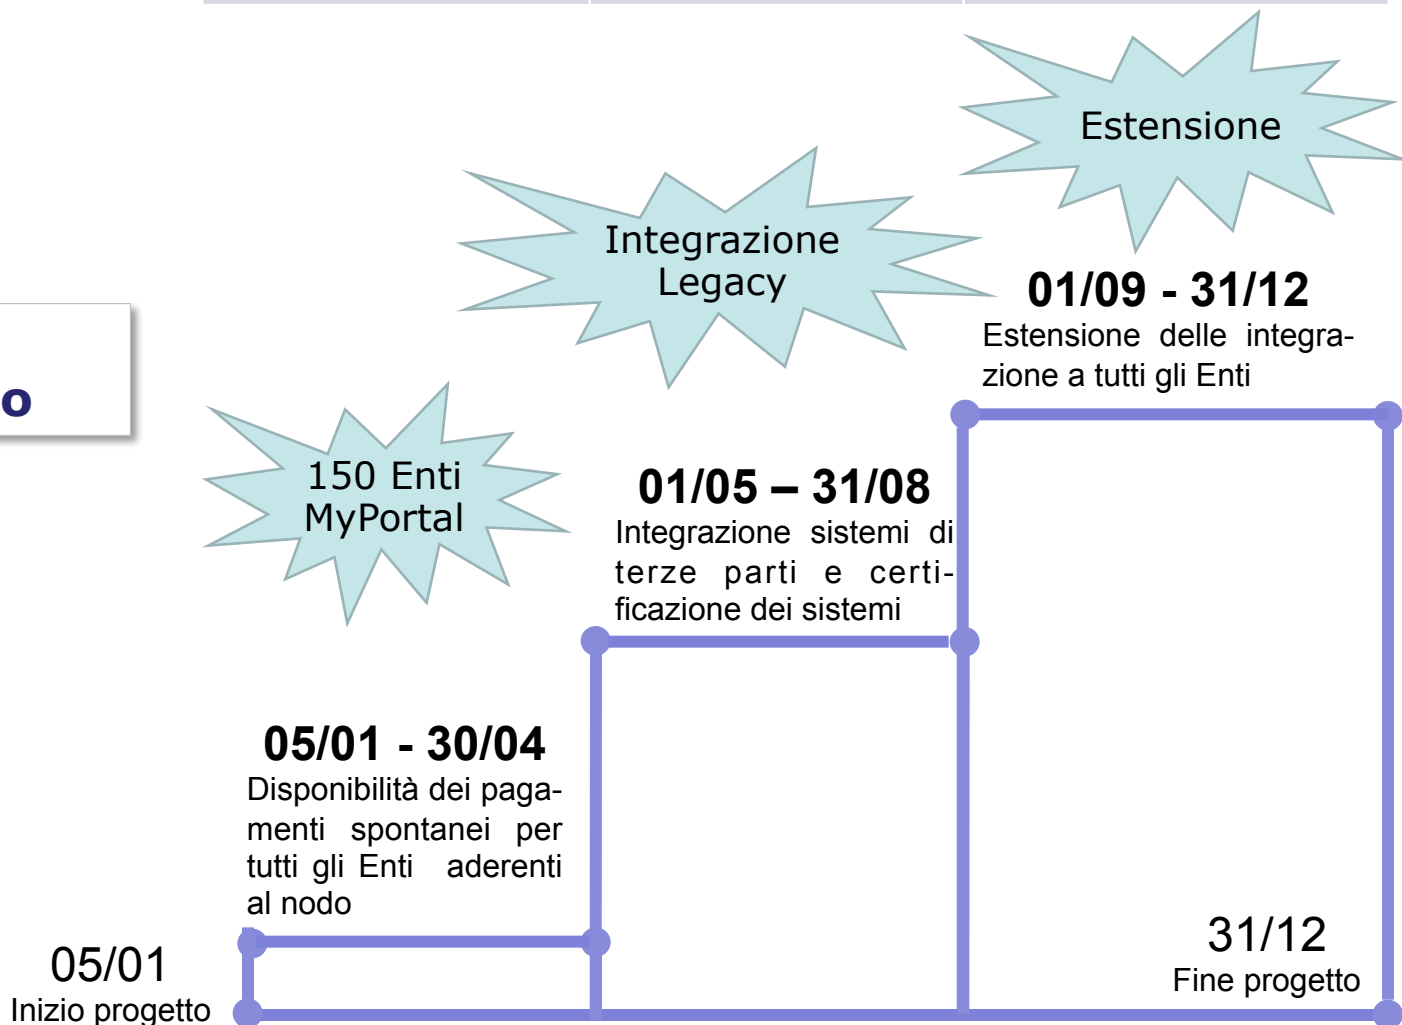 Estensione
Integrazione
Legacy
01/09 - 31/12
Estensione delle integra-
zione a tutti gli Enti
o
150 Enti
MyPortal
01/05 – 31/08
Integrazione sistemi di
terze parti e certi-
ficazione dei sistemi
05/01 - 30/04
Disponibilità dei paga-
menti spontanei per
tutti gli Enti aderenti
al nodo
05/01
Inizio progetto
31/12
Fine progetto